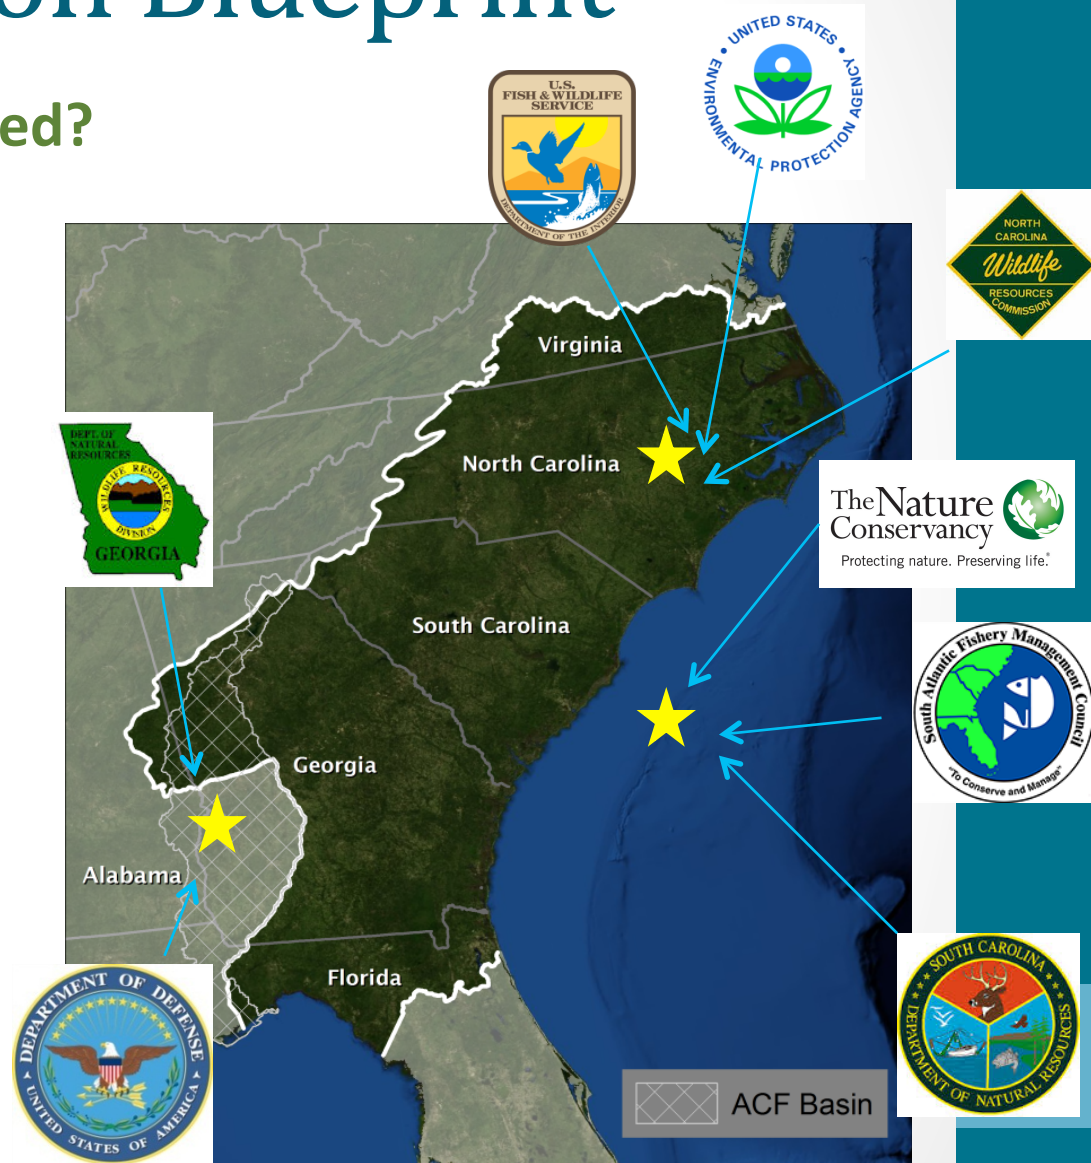 on Blueprint
ed?
U.S.
FISH & WILDLIFE
SERVICE
DEPARTMENT OF THE INTERIOR
UNITED STATES
ENVIRONMENTAL PROTECTION AGENCY
NORTH
CAROLINA
Wildlife
RESOURCES
COMMISSION
Virginia
North Carolina
DEPT. OF
NATURAL
RESOURCES
WILDLIFE RESOURCES
DIVISION
GEORGIA
The Nature
Conservancy
Protecting nature. Preserving life.®
South Carolina
South Atlantic Fishery Management Council
"To Conserve and Manage"
Georgia
Alabama
Florida
DEPARTMENT OF DEFENSE
UNITED STATES OF AMERICA
SOUTH CAROLINA
DEPARTMENT OF NATURAL RESOURCES
ACF Basin